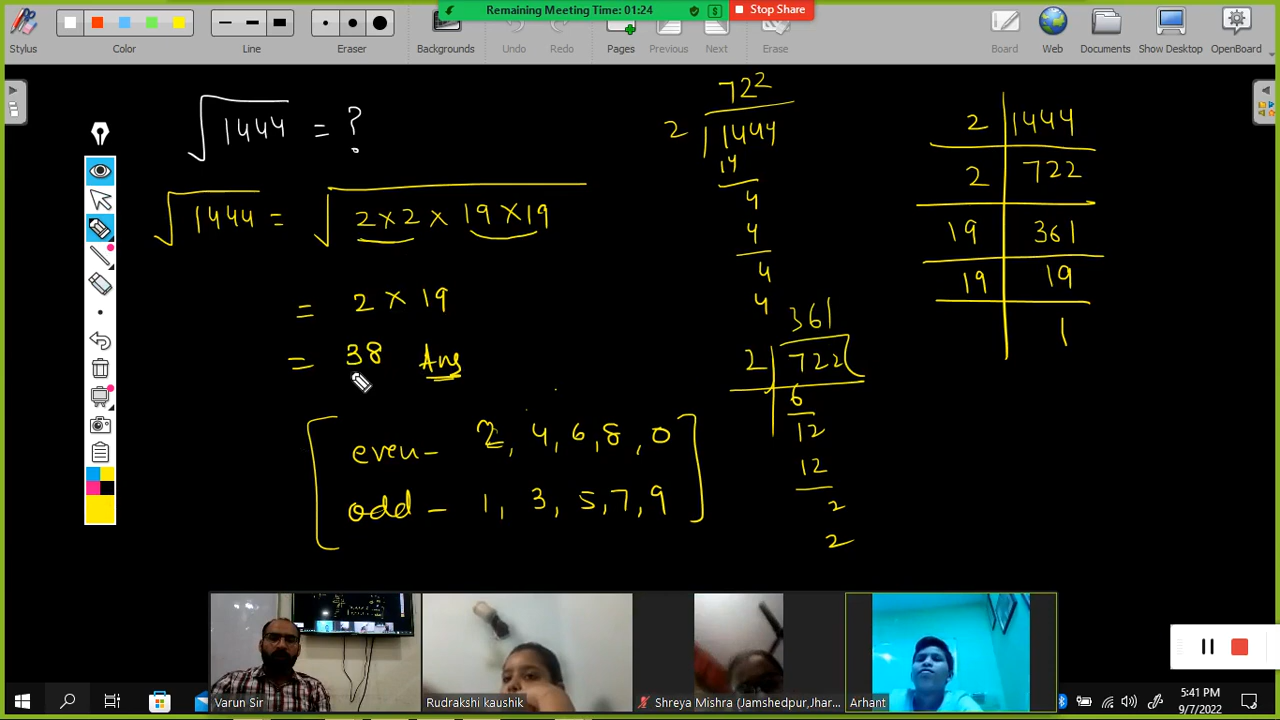 Remaining Meeting Time: 01:24
Stop Share
Stylus
Color
Line
Eraser
Backgrounds
Undo
Redo
Pages
Previous
Next
Erase
Board
Web
Documents
Show Desktop
OpenBoard
√1444 = ?
√1444 = √2×2 × 19×19
= 2 × 19
= 38 Ans
even- 2, 4, 6, 8, 0
odd - 1, 3, 5, 7, 9
722
2 1444
14
4
4
4
4
361
2 722
6
12
12
2
2
2 1444
2 722
19 361
19 19
1
Varun Sir
Rudrakshi kaushik
Shreya Mishra (Jamshedpur,Jhar...
Arhant
5:41 PM
9/7/2022